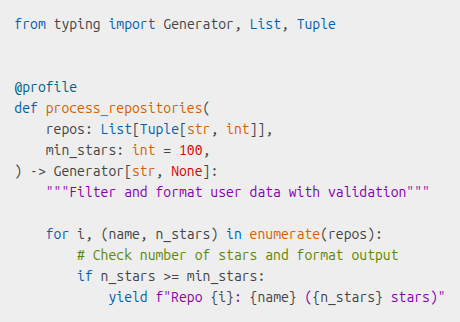 from typing import Generator, List, Tuple
@profile
def process_repositories(
    repos: List[Tuple[str, int]],
    min_stars: int = 100,
) -> Generator[str, None]:
    """Filter and format user data with validation"""
    for i, (name, n_stars) in enumerate(repos):
        # Check number of stars and format output
        if n_stars >= min_stars:
            yield f"Repo {i}: {name} ({n_stars} stars)"